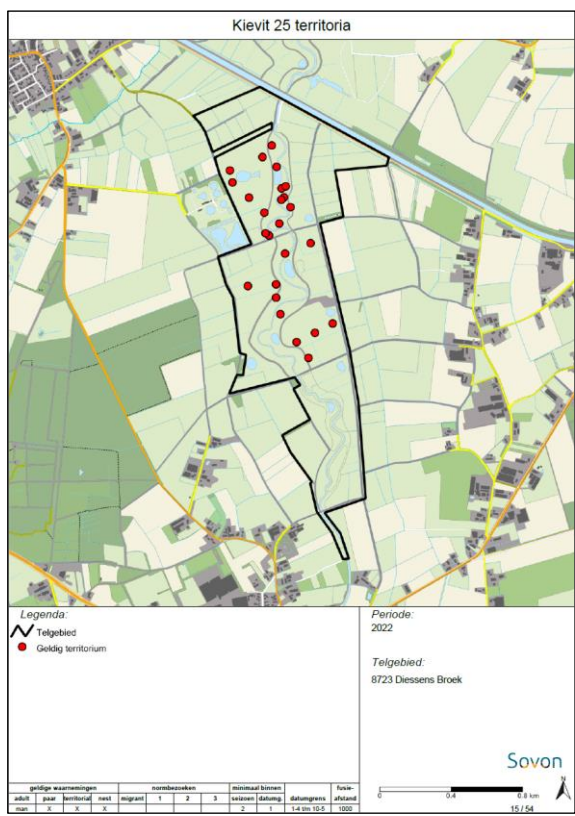 Kievit 25 territoria
Legenda:
Telgebied
Geldig territorium
Periode:
2022
Telgebied:
8723 Diessens Broek
Sovon
0 0.4 0.8 km
15 / 54
geldige waarnemingen normbezoeken minimaal binnen fusie-
adult paar territorial nest migrant 1 2 3 seizoen datumg. datumgrens afstand
man X X X 2 1 1-4 t/m 10-5 1000